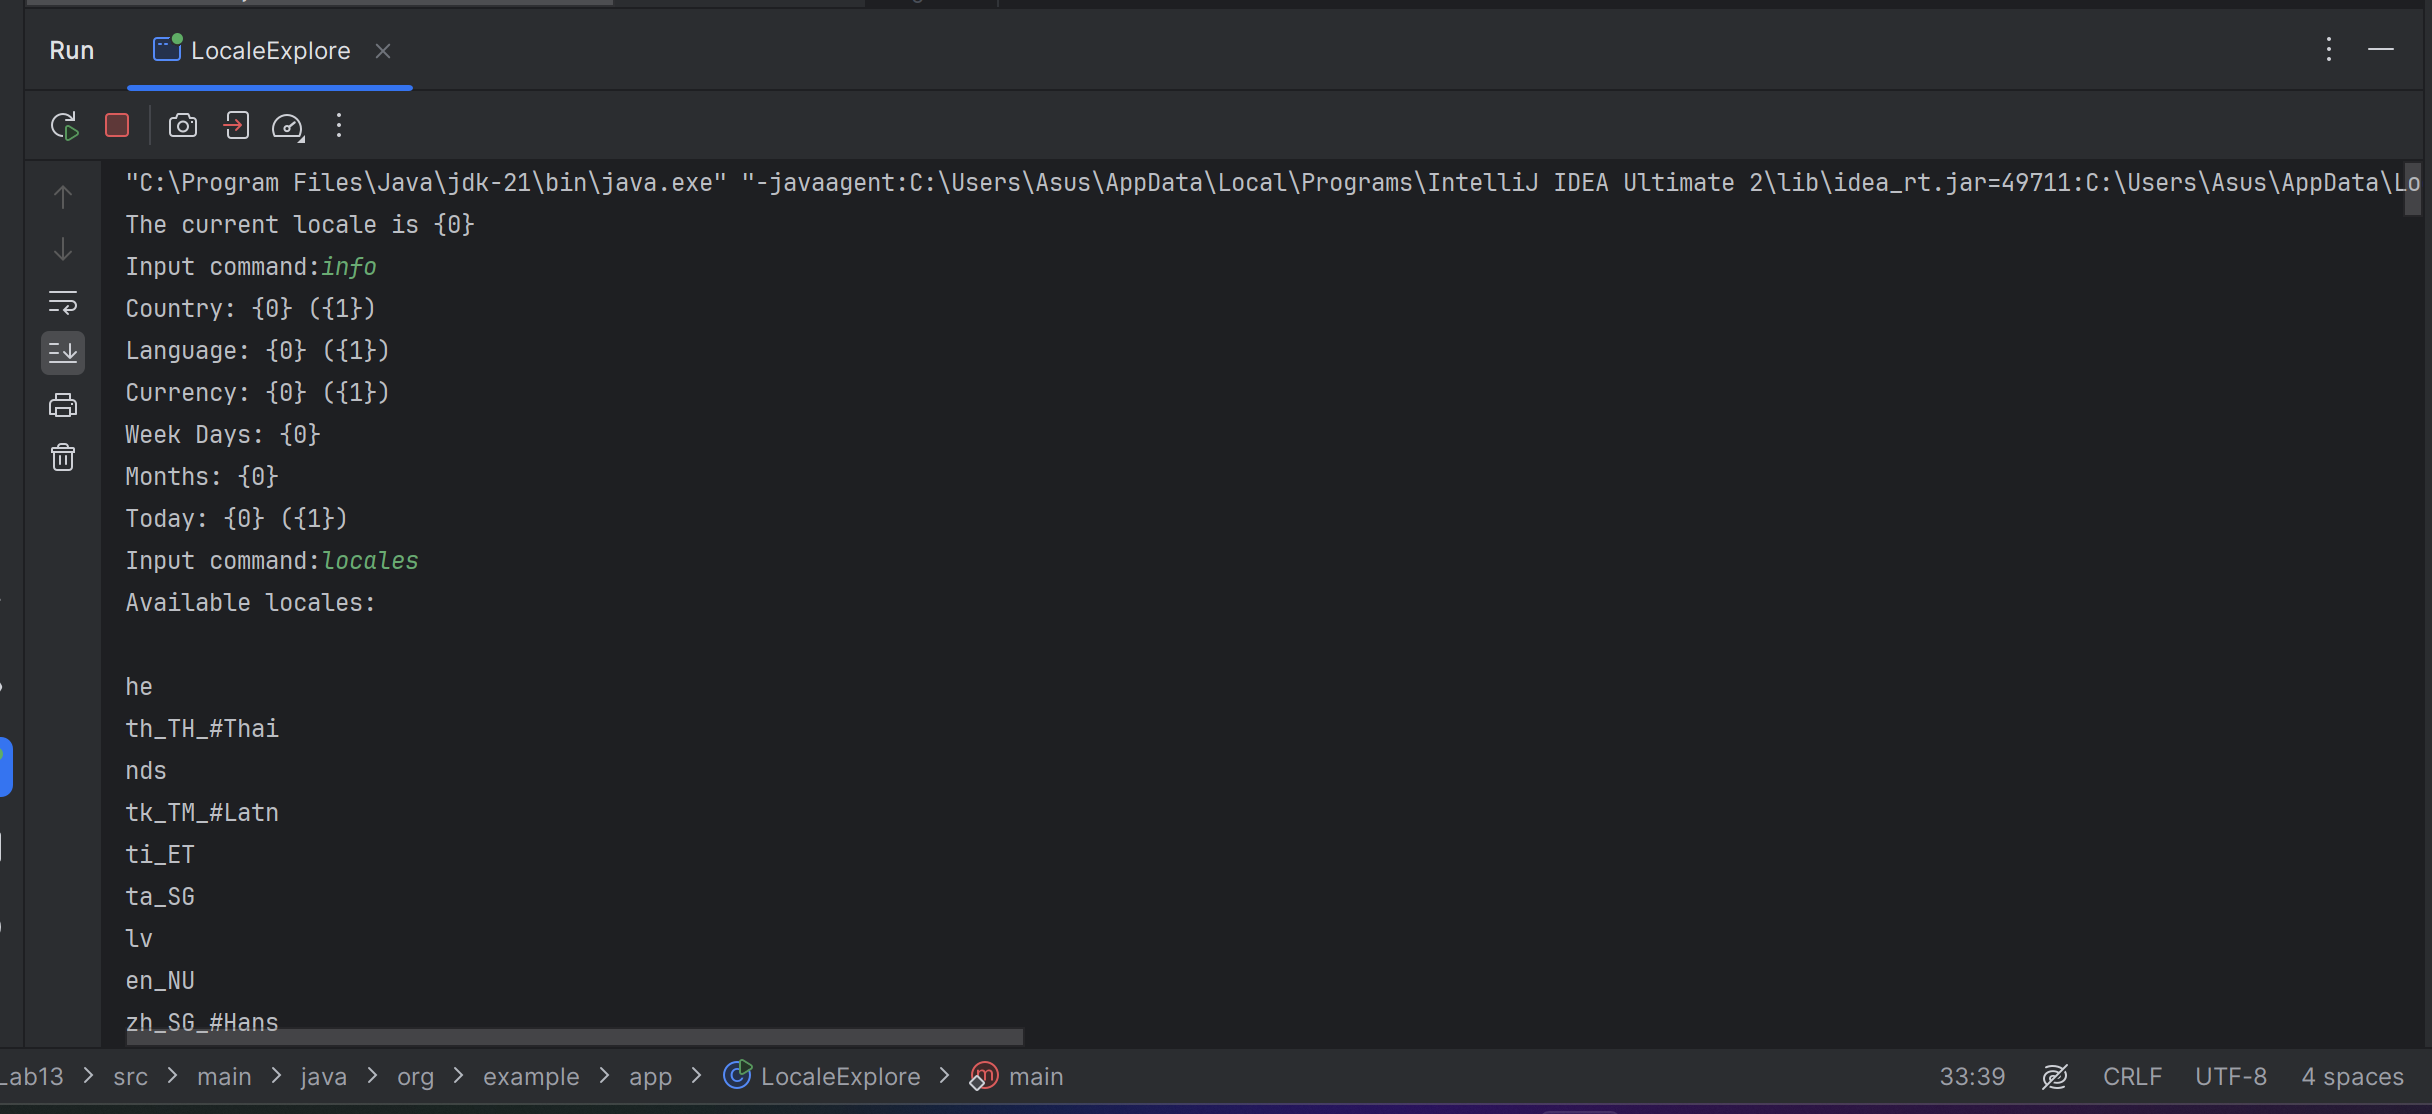 Run LocaleExplore
"C:\Program Files\Java\jdk-21\bin\java.exe" "-javaagent:C:\Users\Asus\AppData\Local\Programs\IntelliJ IDEA Ultimate 2\lib\idea_rt.jar=49711:C:\Users\Asus\AppData\Lo
The current locale is {0}
Input command:info
Country: {0} ({1})
Language: {0} ({1})
Currency: {0} ({1})
Week Days: {0}
Months: {0}
Today: {0} ({1})
Input command:locales
Available locales:
he
th_TH_#Thai
nds
tk_TM_#Latn
ti_ET
ta_SG
lv
en_NU
zh_SG_#Hans
Lab13 > src > main > java > org > example > app > LocaleExplore > main 33:39 CRLF UTF-8 4 spaces